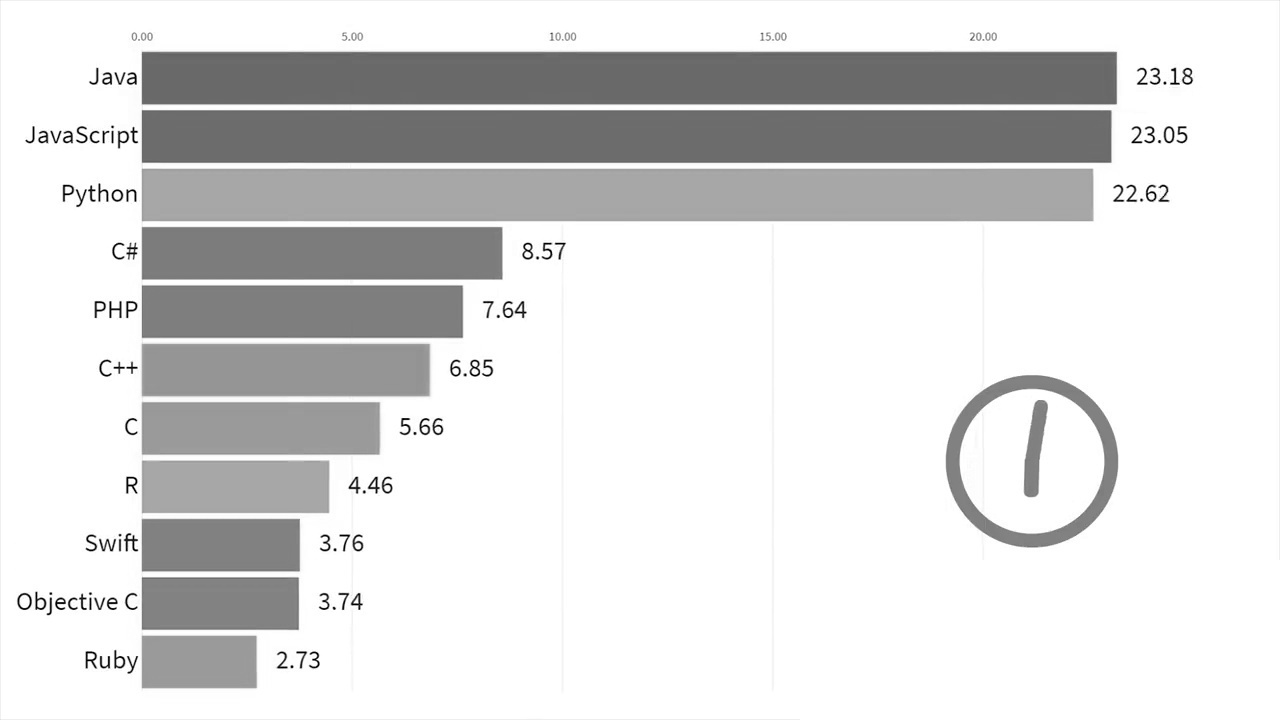 0.00 5.00 10.00 15.00 20.00
Java 23.18
JavaScript 23.05
Python 22.62
C# 8.57
PHP 7.64
C++ 6.85
C 5.66
R 4.46
Swift 3.76
Objective C 3.74
Ruby 2.73